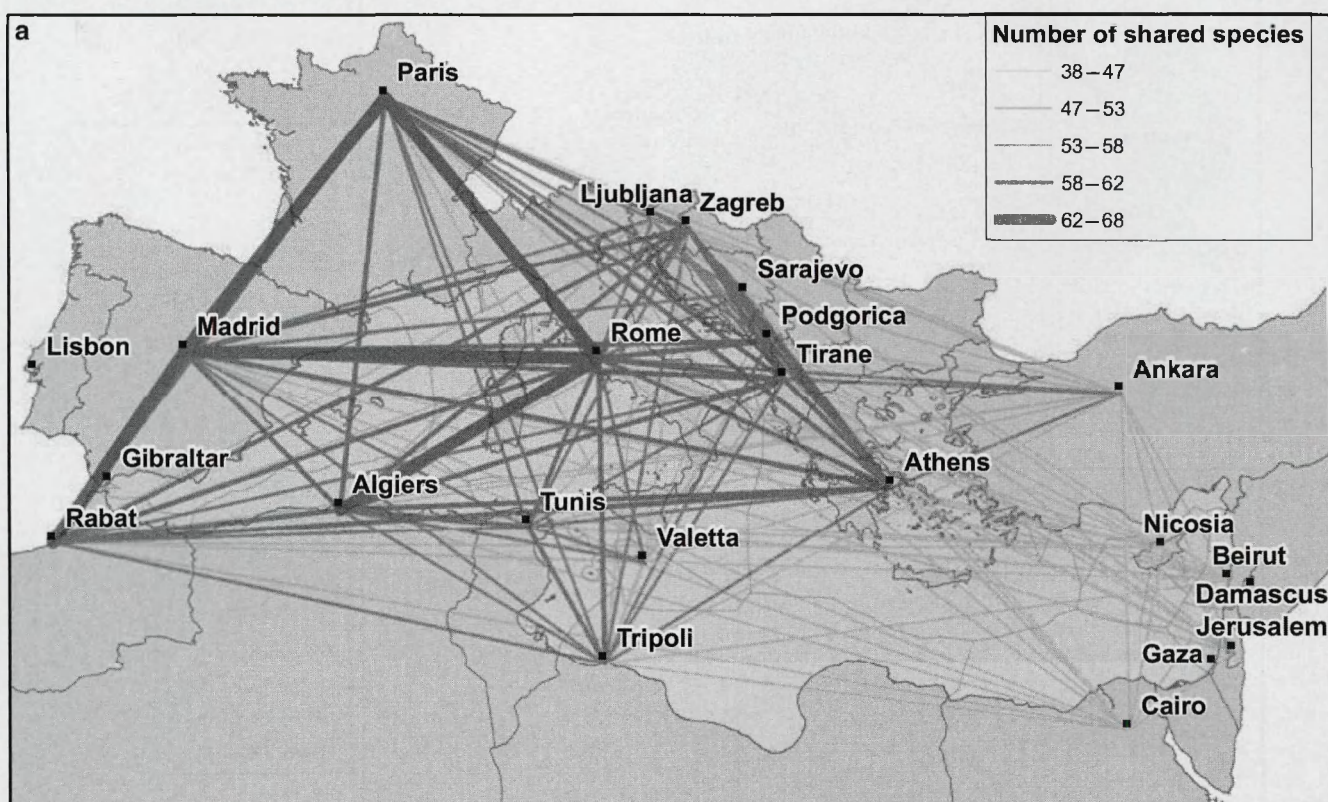 a
Number of shared species
38–47
47–53
53–58
58–62
62–68
Paris
Ljubljana
Zagreb
Sarajevo
Podgorica
Tirane
Madrid
Rome
Lisbon
Ankara
Gibraltar
Algiers
Athens
Rabat
Tunis
Valetta
Nicosia
Beirut
Damascus
Jerusalem
Tripoli
Gaza
Cairo